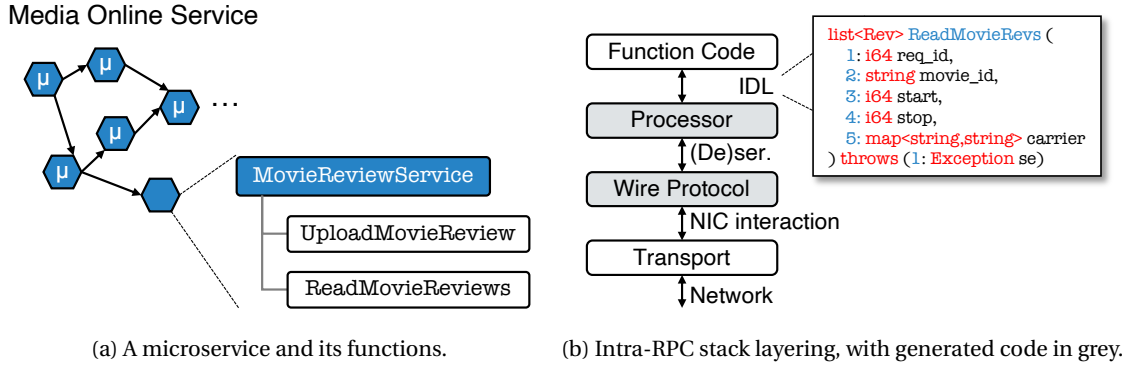 Media Online Service
μ
μ
μ
μ
μ
...
MovieReviewService
UploadMovieReview
ReadMovieReviews
(a) A microservice and its functions.
Function Code
IDL
Processor
(De)ser.
Wire Protocol
NIC interaction
Transport
Network
list<Rev> ReadMovieRevs (
1: i64 req_id,
2: string movie_id,
3: i64 start,
4: i64 stop,
5: map<string,string> carrier
) throws (1: Exception se)
(b) Intra-RPC stack layering, with generated code in grey.